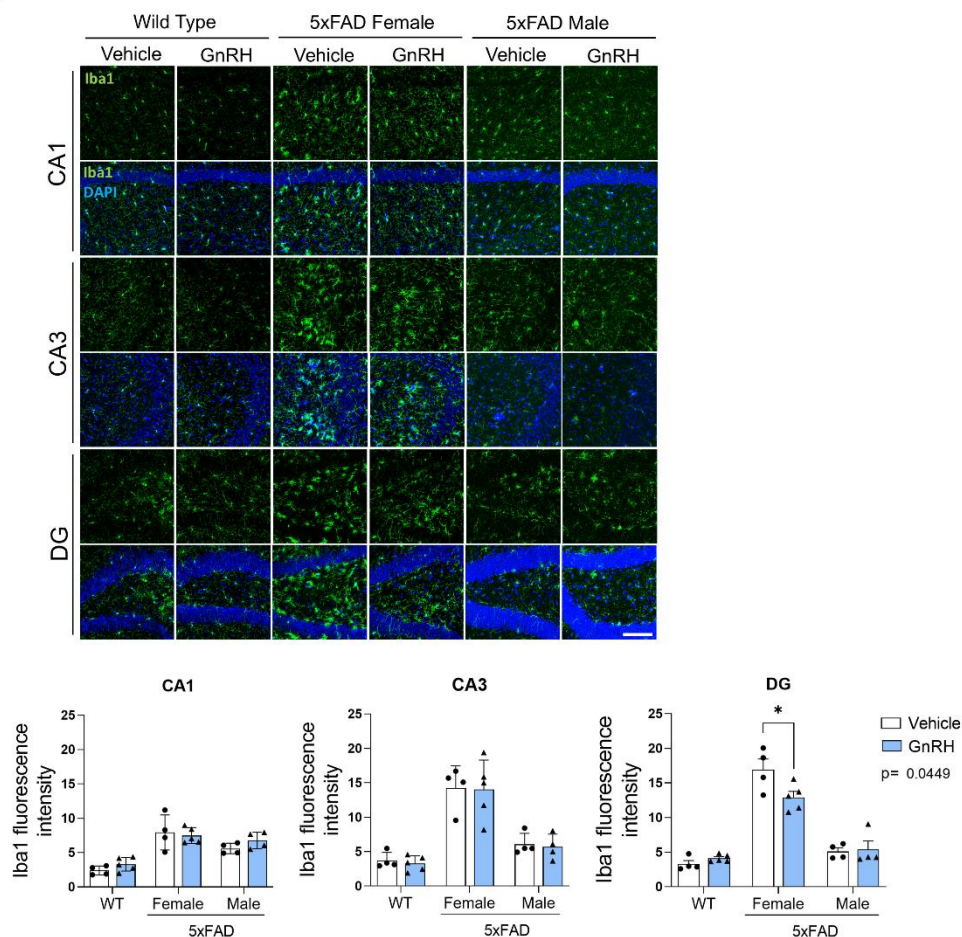 Wild Type 5xFAD Female 5xFAD Male
Vehicle GnRH Vehicle GnRH Vehicle GnRH
CA1
Iba1
Iba1
DAPI
CA3
DG
CA1
Iba1 fluorescence
intensity
25
20
15
10
5
0
WT Female Male
5xFAD
CA3
Iba1 fluorescence
intensity
25
20
15
10
5
0
WT Female Male
5xFAD
DG
Iba1 fluorescence
intensity
25
20
15
10
5
0
*
WT Female Male
5xFAD
Vehicle
GnRH
p= 0.0449